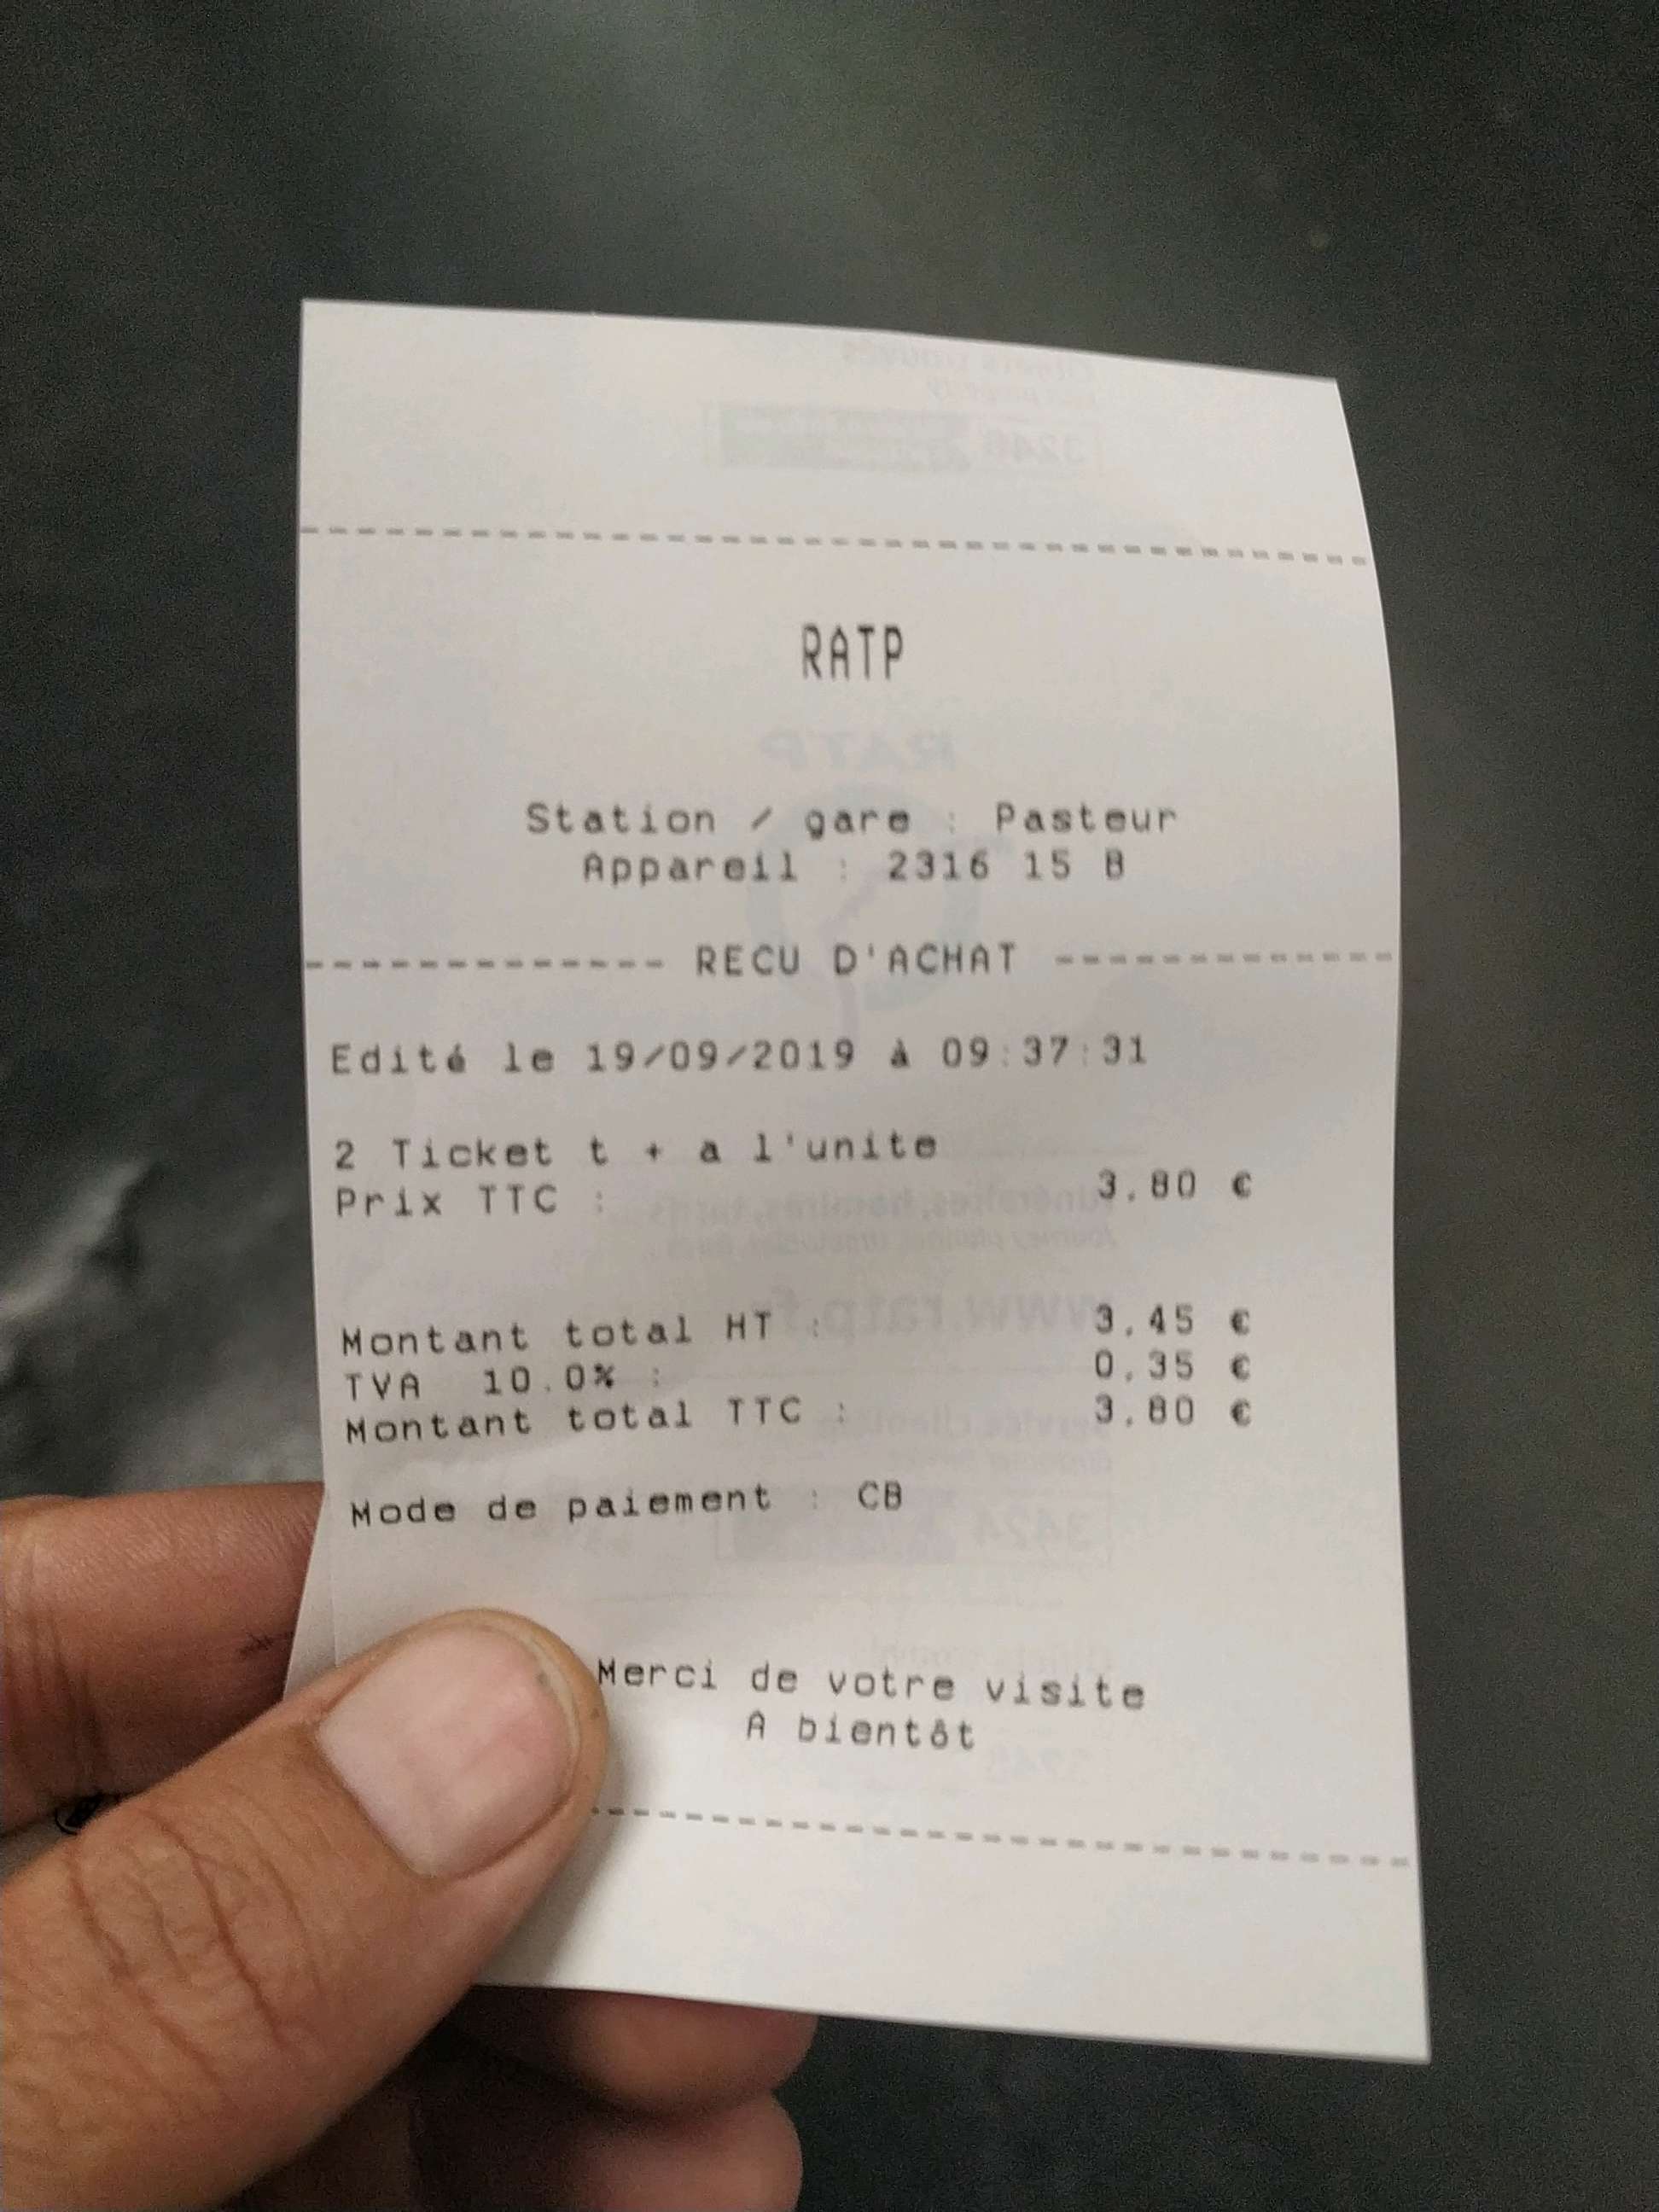 RATP
Station / gare : Pasteur
Appareil : 2316 15 B
------------- RECU D'ACHAT -------------
Edité le 19/09/2019 à 09:37:31
2 Ticket t + a l'unite
Prix TTC : 3,80 €
Montant total HT : 3,45 €
TVA 10.0% : 0,35 €
Montant total TTC : 3,80 €
Mode de paiement : CB
Merci de votre visite
A bientôt